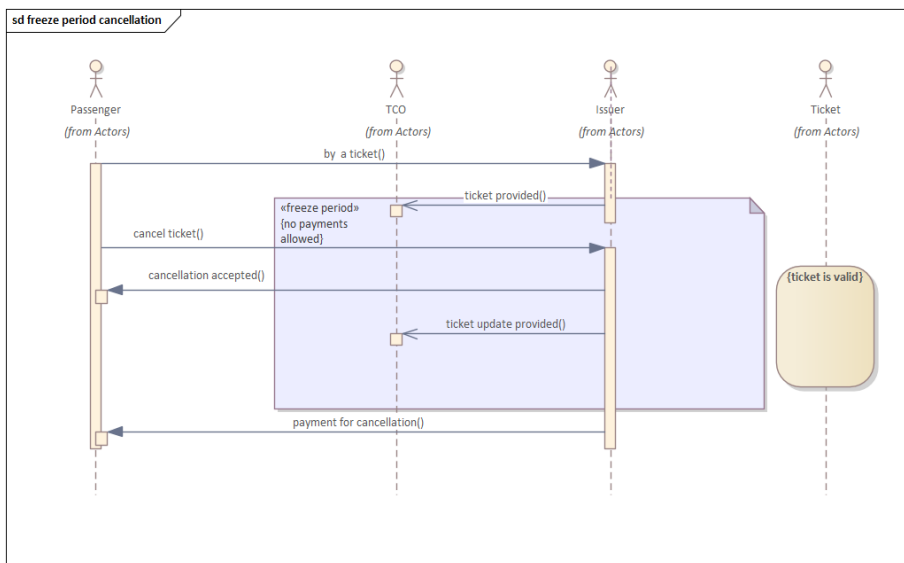 sd freeze period cancellation
Passenger
(from Actors)
TCO
(from Actors)
Issuer
(from Actors)
Ticket
(from Actors)
by  a ticket()
ticket provided()
«freeze period»
{no payments
allowed}
cancel ticket()
cancellation accepted()
{ticket is valid}
ticket update provided()
payment for cancellation()